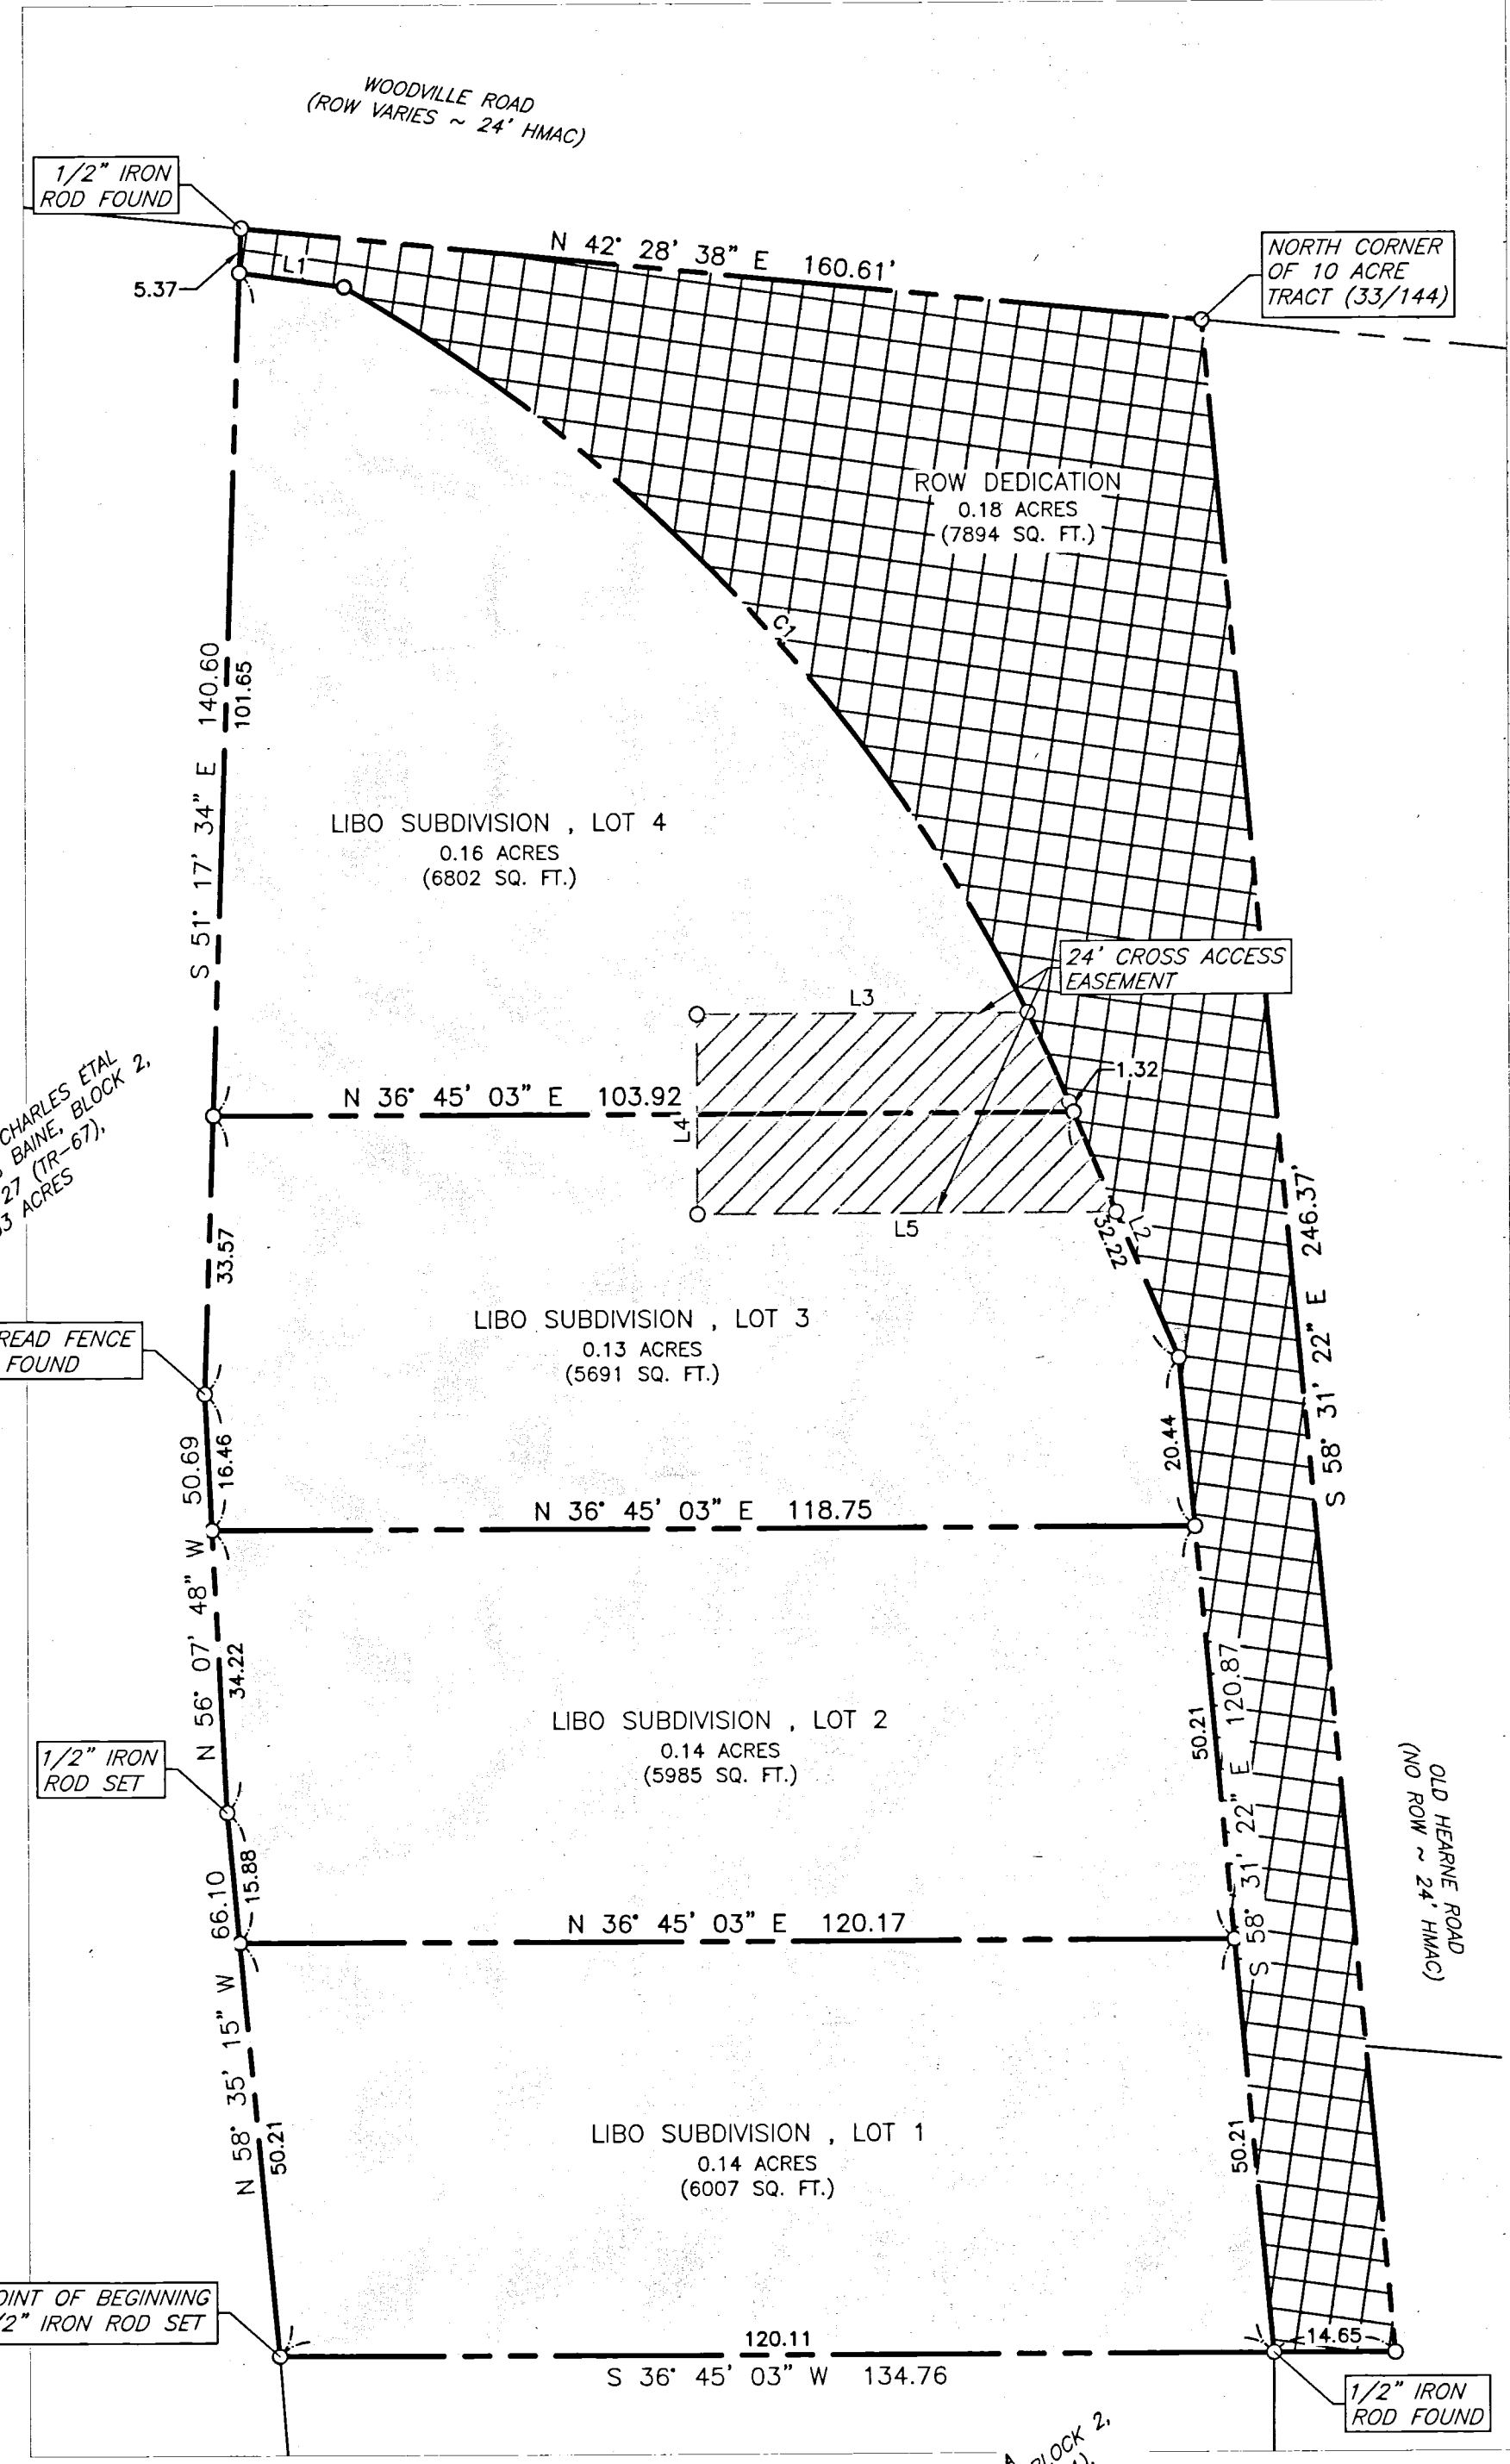 WOODVILLE ROAD
(ROW VARIES ~ 24' HMAC)
1/2" IRON
ROD FOUND
N 42° 28' 38" E 160.61'
NORTH CORNER
OF 10 ACRE
TRACT (33/144)
5.37
L1
ROW DEDICATION
0.18 ACRES
(7894 SQ. FT.)
C1
S 51° 17' 34" E 140.60
101.65
LIBO SUBDIVISION , LOT 4
0.16 ACRES
(6802 SQ. FT.)
24' CROSS ACCESS
EASEMENT
L3
1.32
N 36° 45' 03" E 103.92
L4
CHARLES ETAL
BAINE, BLOCK 2,
27 (TR-67),
3 ACRES
L5
L2
32.22
33.57
S 58° 31' 22" E 246.37'
LIBO SUBDIVISION , LOT 3
0.13 ACRES
(5691 SQ. FT.)
READ FENCE
FOUND
20.44
50.69
16.46
N 36° 45' 03" E 118.75
N 56° 07' 48" W
34.22
LIBO SUBDIVISION , LOT 2
0.14 ACRES
(5985 SQ. FT.)
50.21
S 58° 31' 22" E 120.87
1/2" IRON
ROD SET
OLD HEARNE ROAD
(NO ROW ~ 24' HMAC)
66.10
15.88
N 36° 45' 03" E 120.17
N 58° 35' 15" W
50.21
LIBO SUBDIVISION , LOT 1
0.14 ACRES
(6007 SQ. FT.)
50.21
OINT OF BEGINNING
/2" IRON ROD SET
120.11
14.65
S 36° 45' 03" W 134.76
1/2" IRON
ROD FOUND
BLOCK 2,